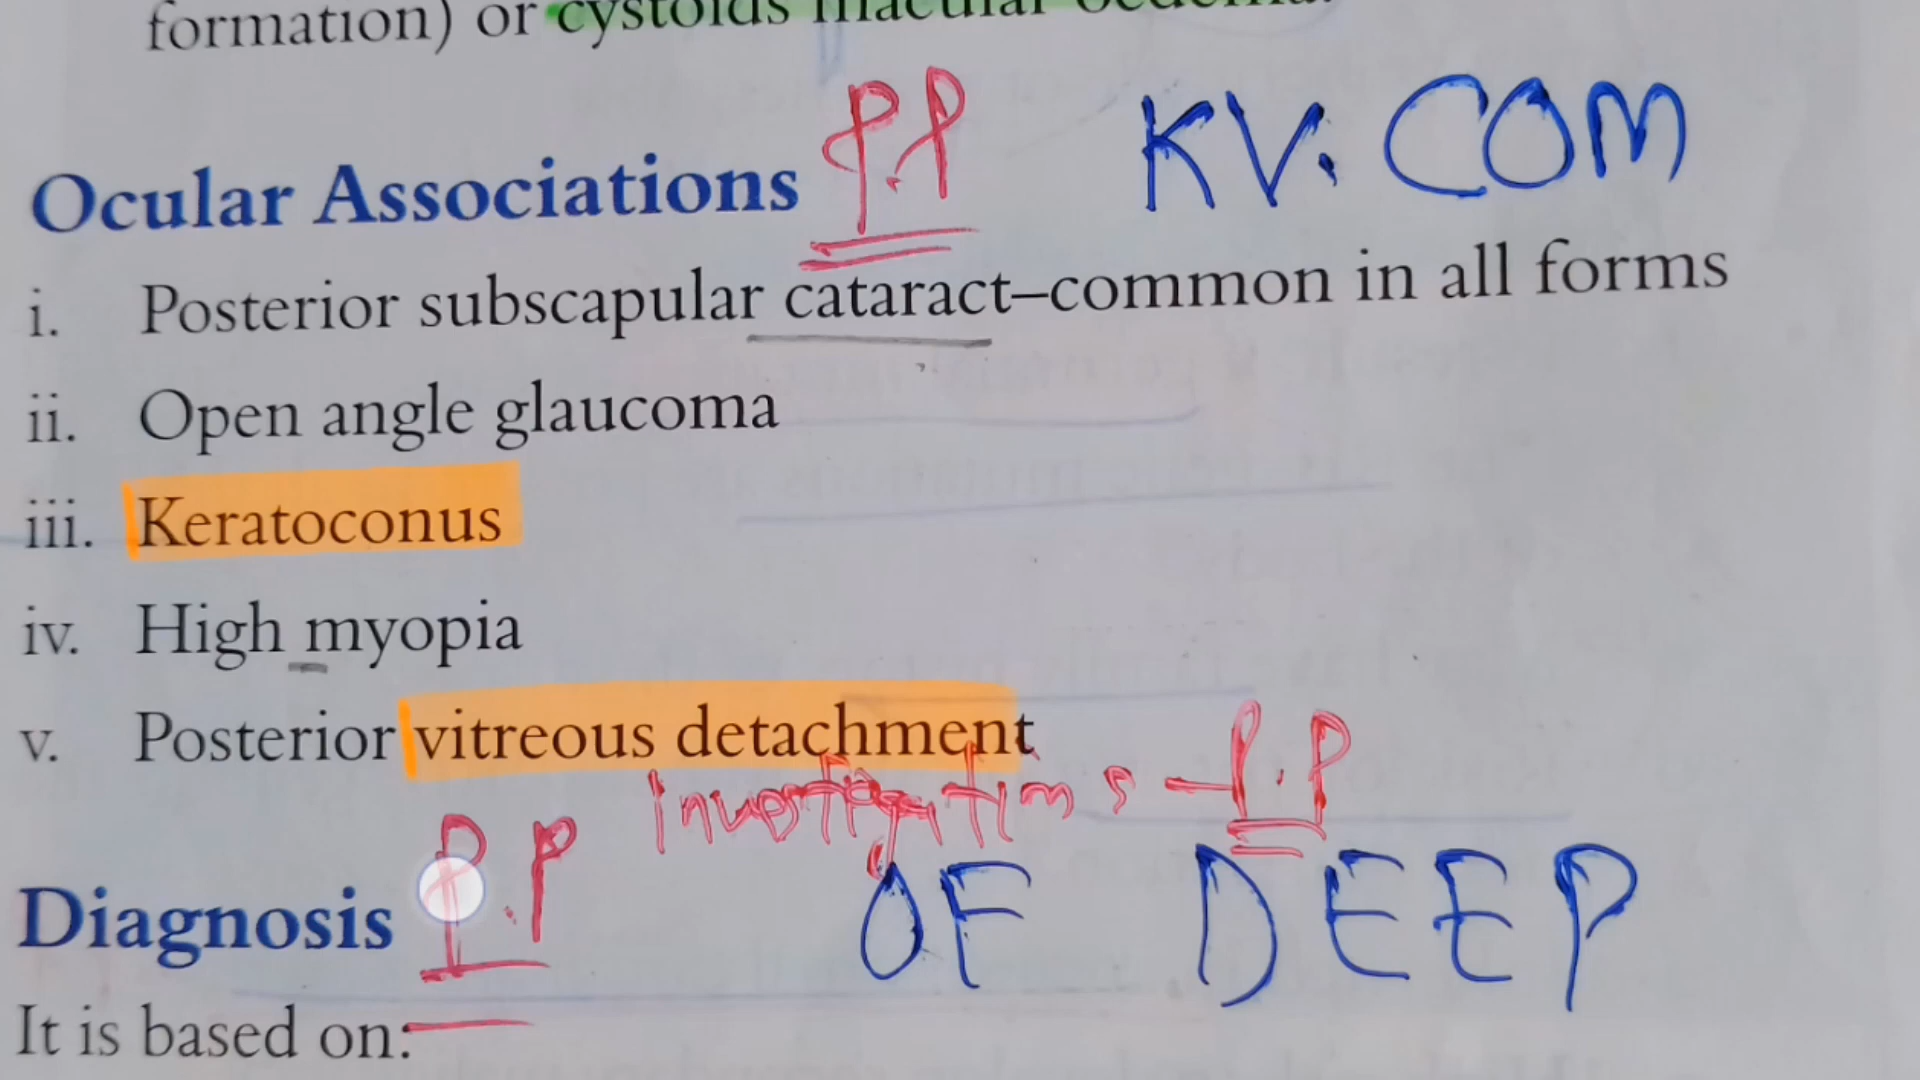 formation) or cystoids macular oedema.
P.P KV. COM
Ocular Associations
i. Posterior subscapular cataract–common in all forms
ii. Open angle glaucoma
iii. Keratoconus
iv. High myopia
v. Posterior vitreous detachment
Investigations – P.P
P.P OF DEEP
Diagnosis
It is based on: